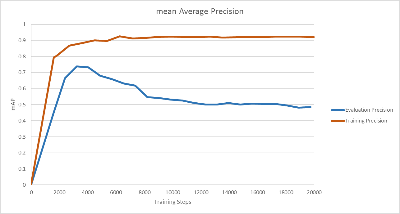 mean Average Precision
1
0.9
0.8
0.7
0.6
0.5
0.4
0.3
0.2
0.1
0
mAP
0 2000 4000 6000 8000 10000 12000 14000 16000 18000 20000
Training Steps
Evaluation Precision
Training Precision